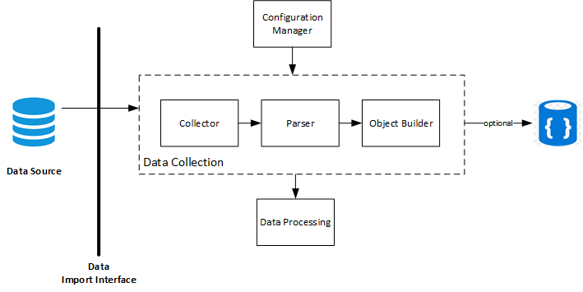 Configuration
Manager
Collector
Parser
Object Builder
optional
{ }
Data Collection
Data Source
Data Processing
Data
Import Interface